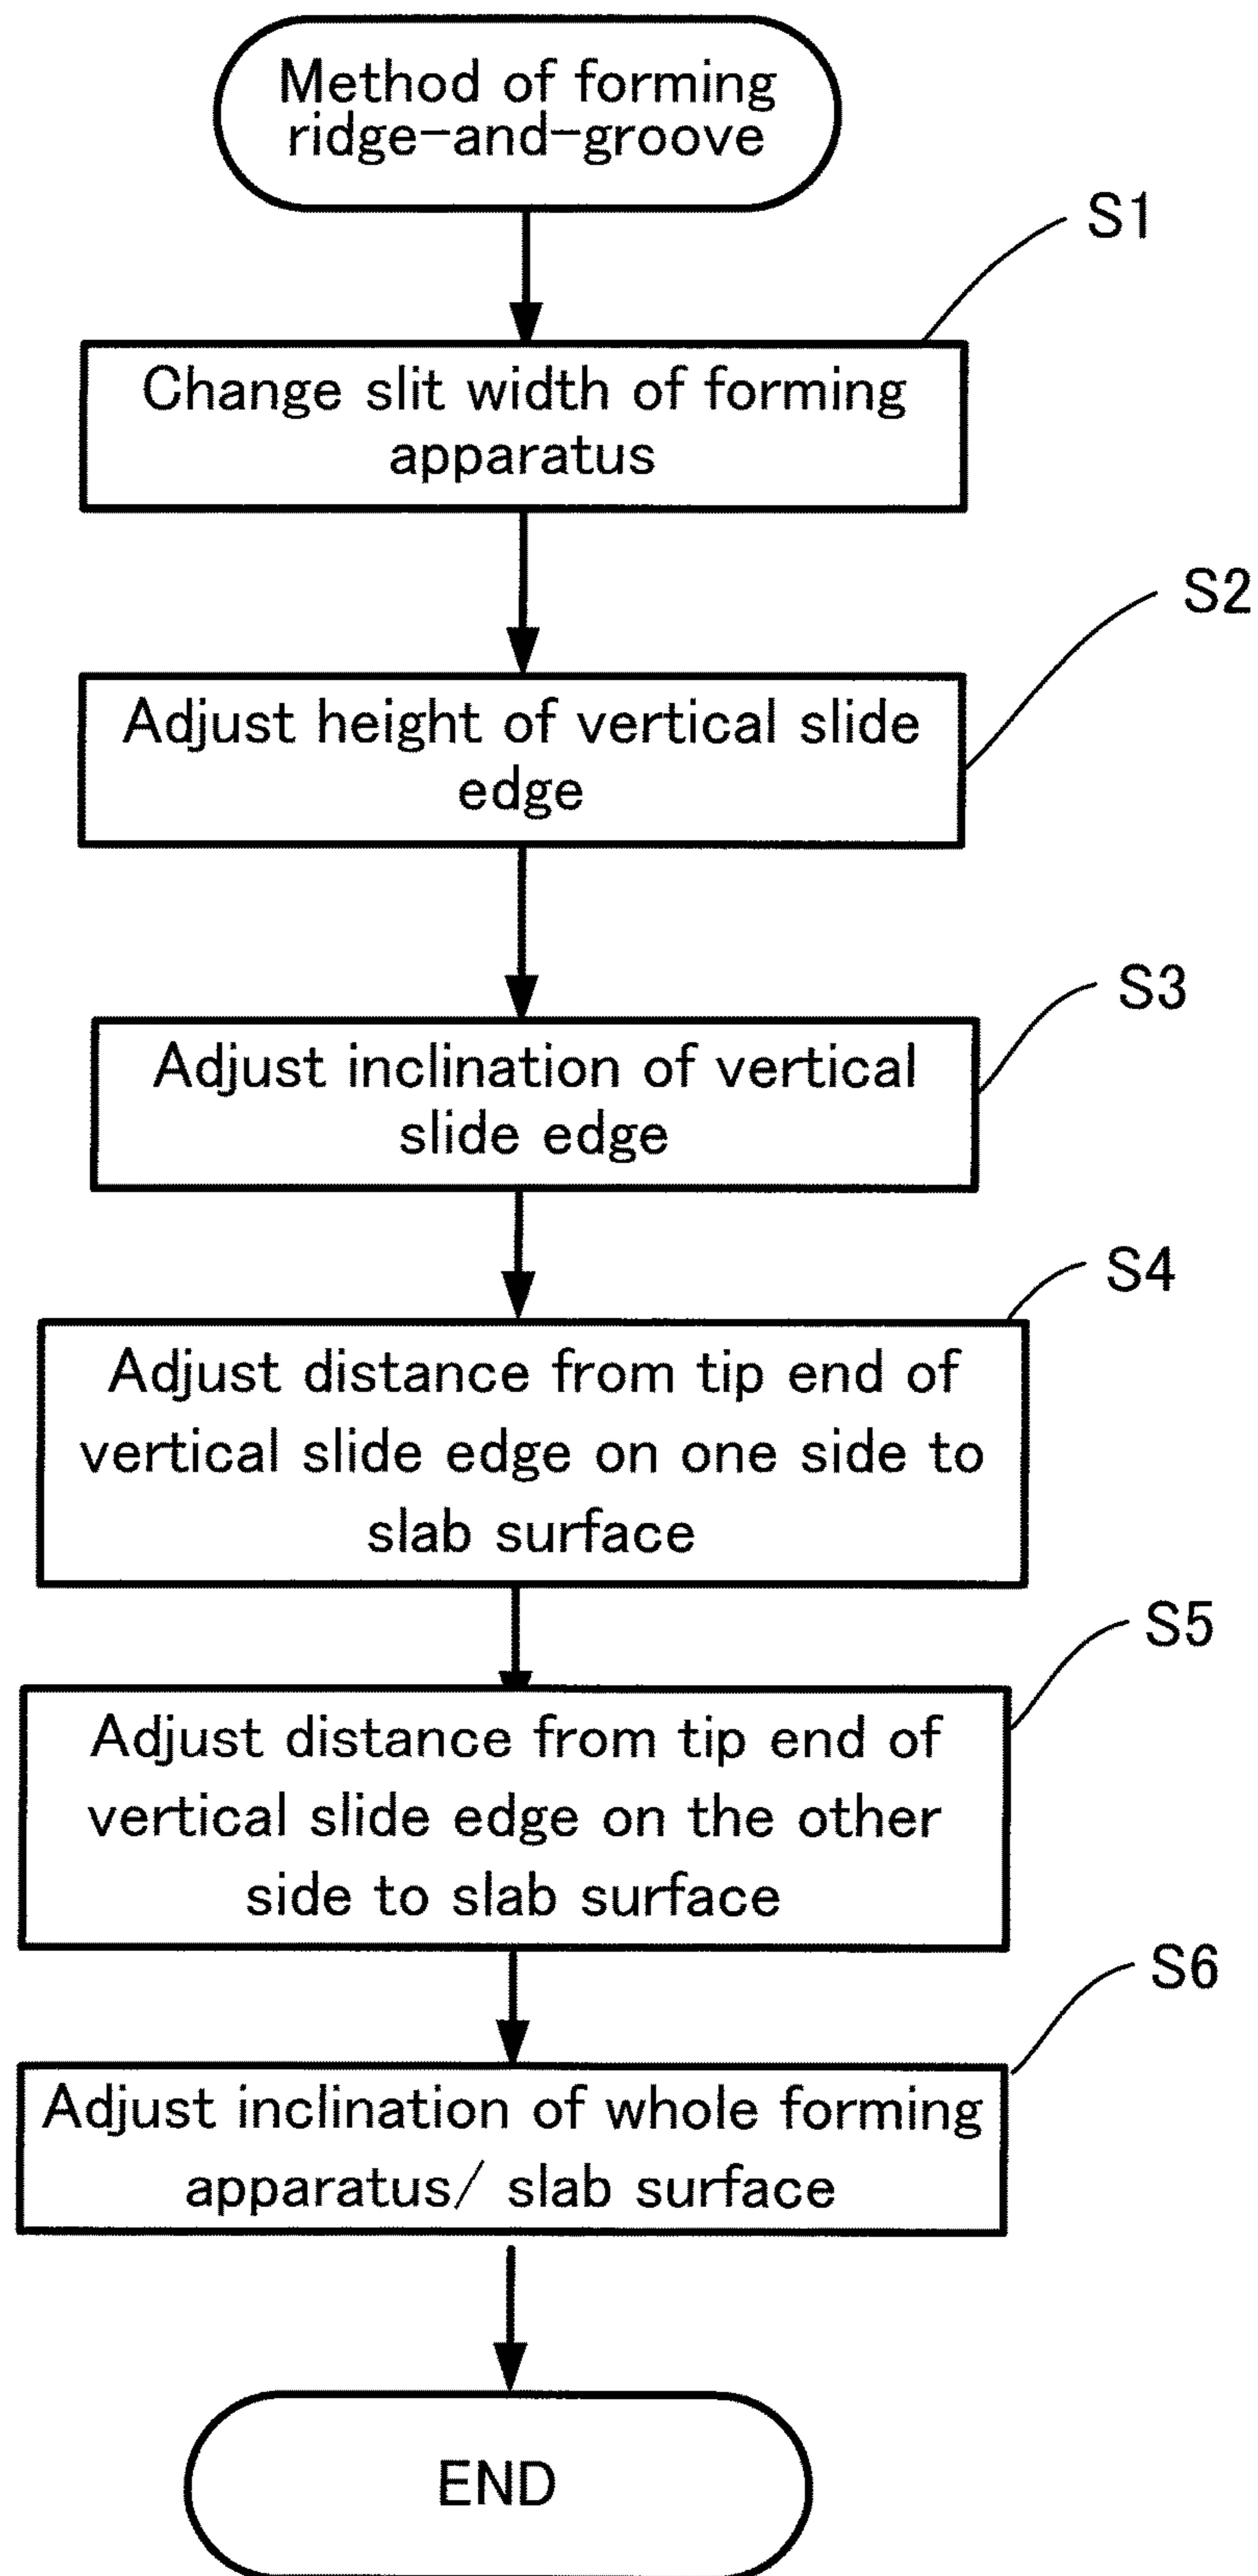 Method of forming
ridge-and-groove
S1
Change slit width of forming
apparatus
S2
Adjust height of vertical slide
edge
S3
Adjust inclination of vertical
slide edge
S4
Adjust distance from tip end of
vertical slide edge on one side to
slab surface
S5
Adjust distance from tip end of
vertical slide edge on the other
side to slab surface
S6
Adjust inclination of whole forming
apparatus/ slab surface
END